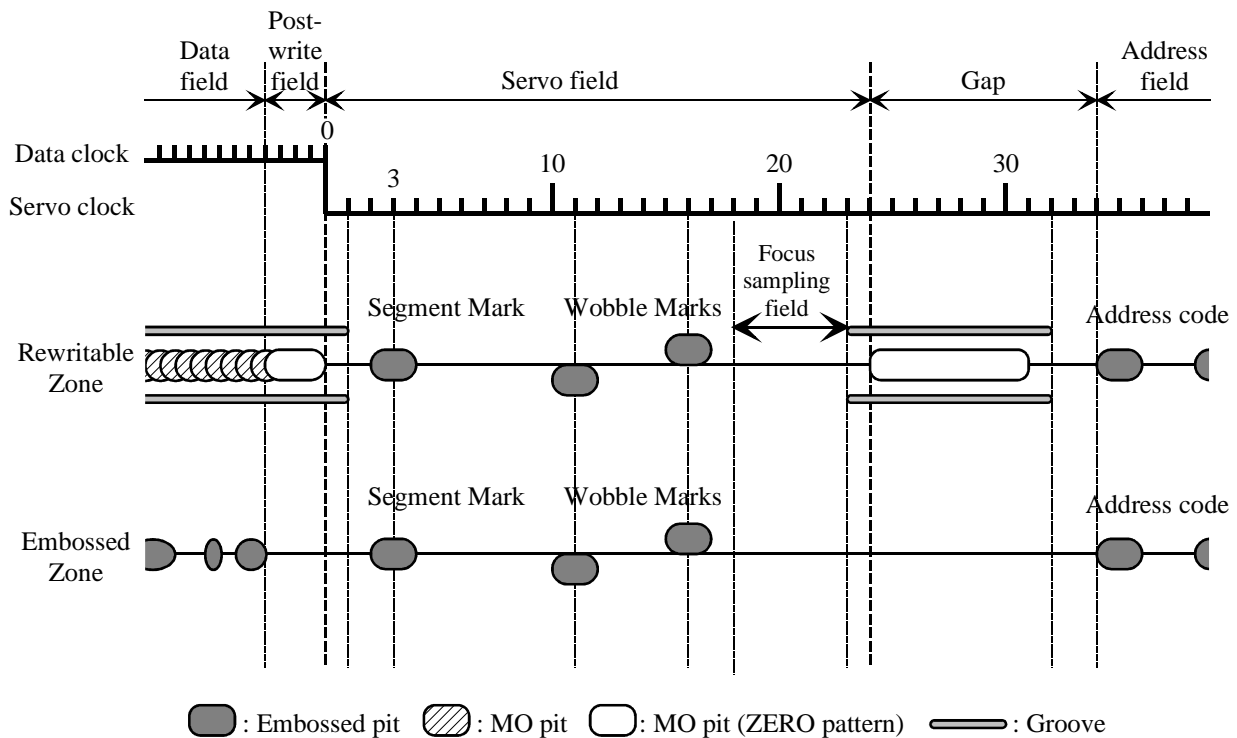 Post-
write
field
Data
field
Servo field
Gap
Address
field
0
Data clock
3
10
20
30
Servo clock
Focus
sampling
field
Segment Mark
Wobble Marks
Address code
Rewritable
Zone
Segment Mark
Wobble Marks
Address code
Embossed
Zone
: Embossed pit
: MO pit
: MO pit (ZERO pattern)
: Groove